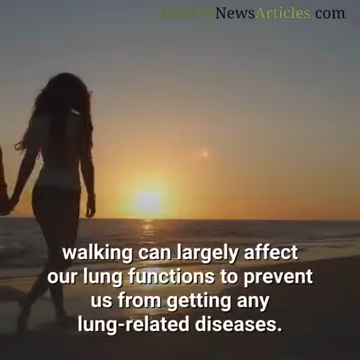 NewsArticles com
walking can largely affect
our lung functions to prevent
us from getting any
lung-related diseases.